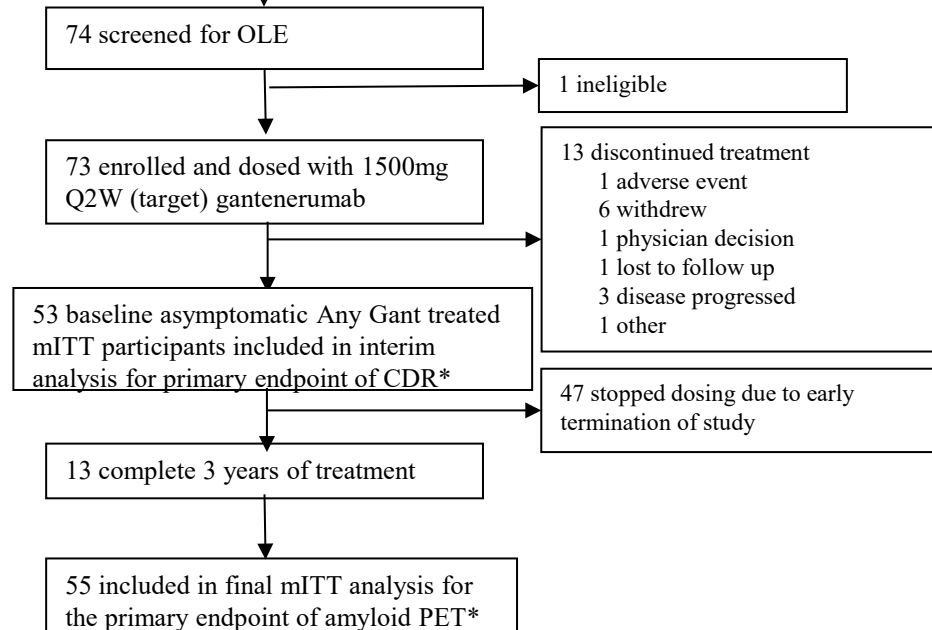 74 screened for OLE
1 ineligible
73 enrolled and dosed with 1500mg
Q2W (target) gantenerumab
13 discontinued treatment
1 adverse event
6 withdrew
1 physician decision
1 lost to follow up
3 disease progressed
1 other
53 baseline asymptomatic Any Gant treated
mITT participants included in interim
analysis for primary endpoint of CDR*
47 stopped dosing due to early
termination of study
13 complete 3 years of treatment
55 included in final mITT analysis for
the primary endpoint of amyloid PET*